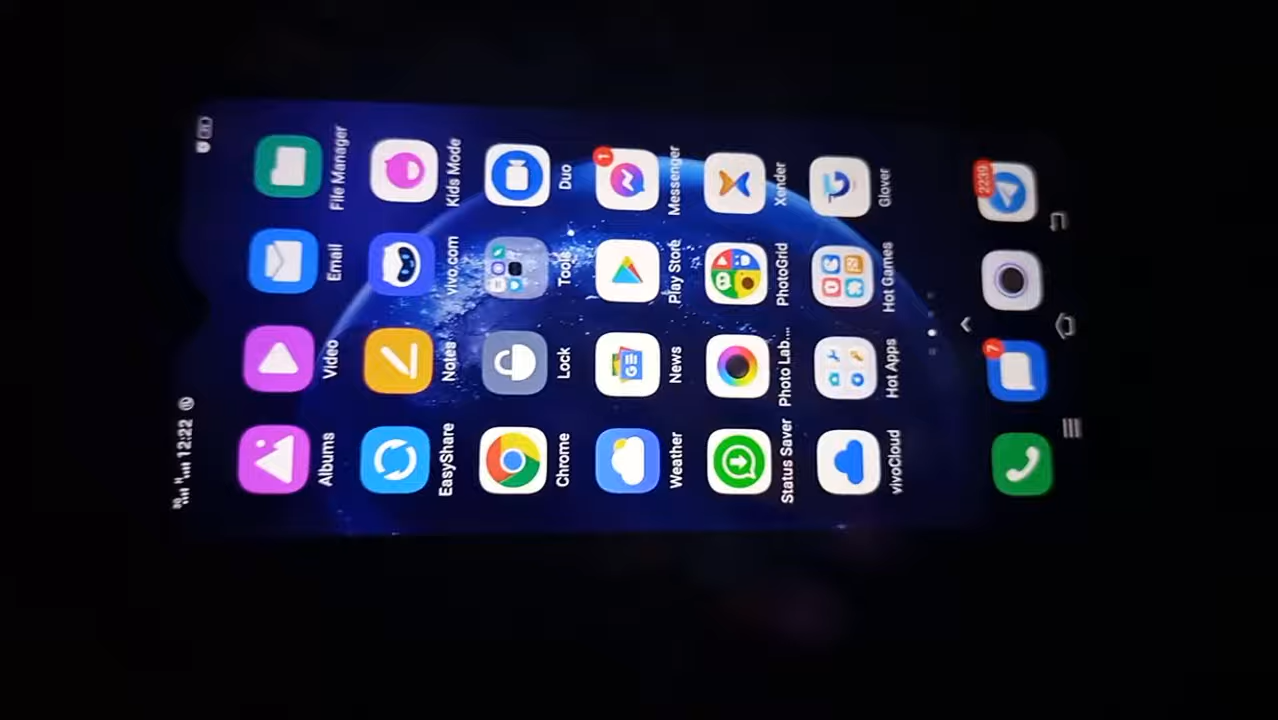 12:22
Albums Video Email File Manager
EasyShare Notes vivo.com Kids Mode
Chrome Lock Tools Duo
1
Weather News Play Store Messenger
Status Saver Photo Lab... PhotoGrid Xender
vivoCloud Hot Apps Hot Games Glover
7 2239